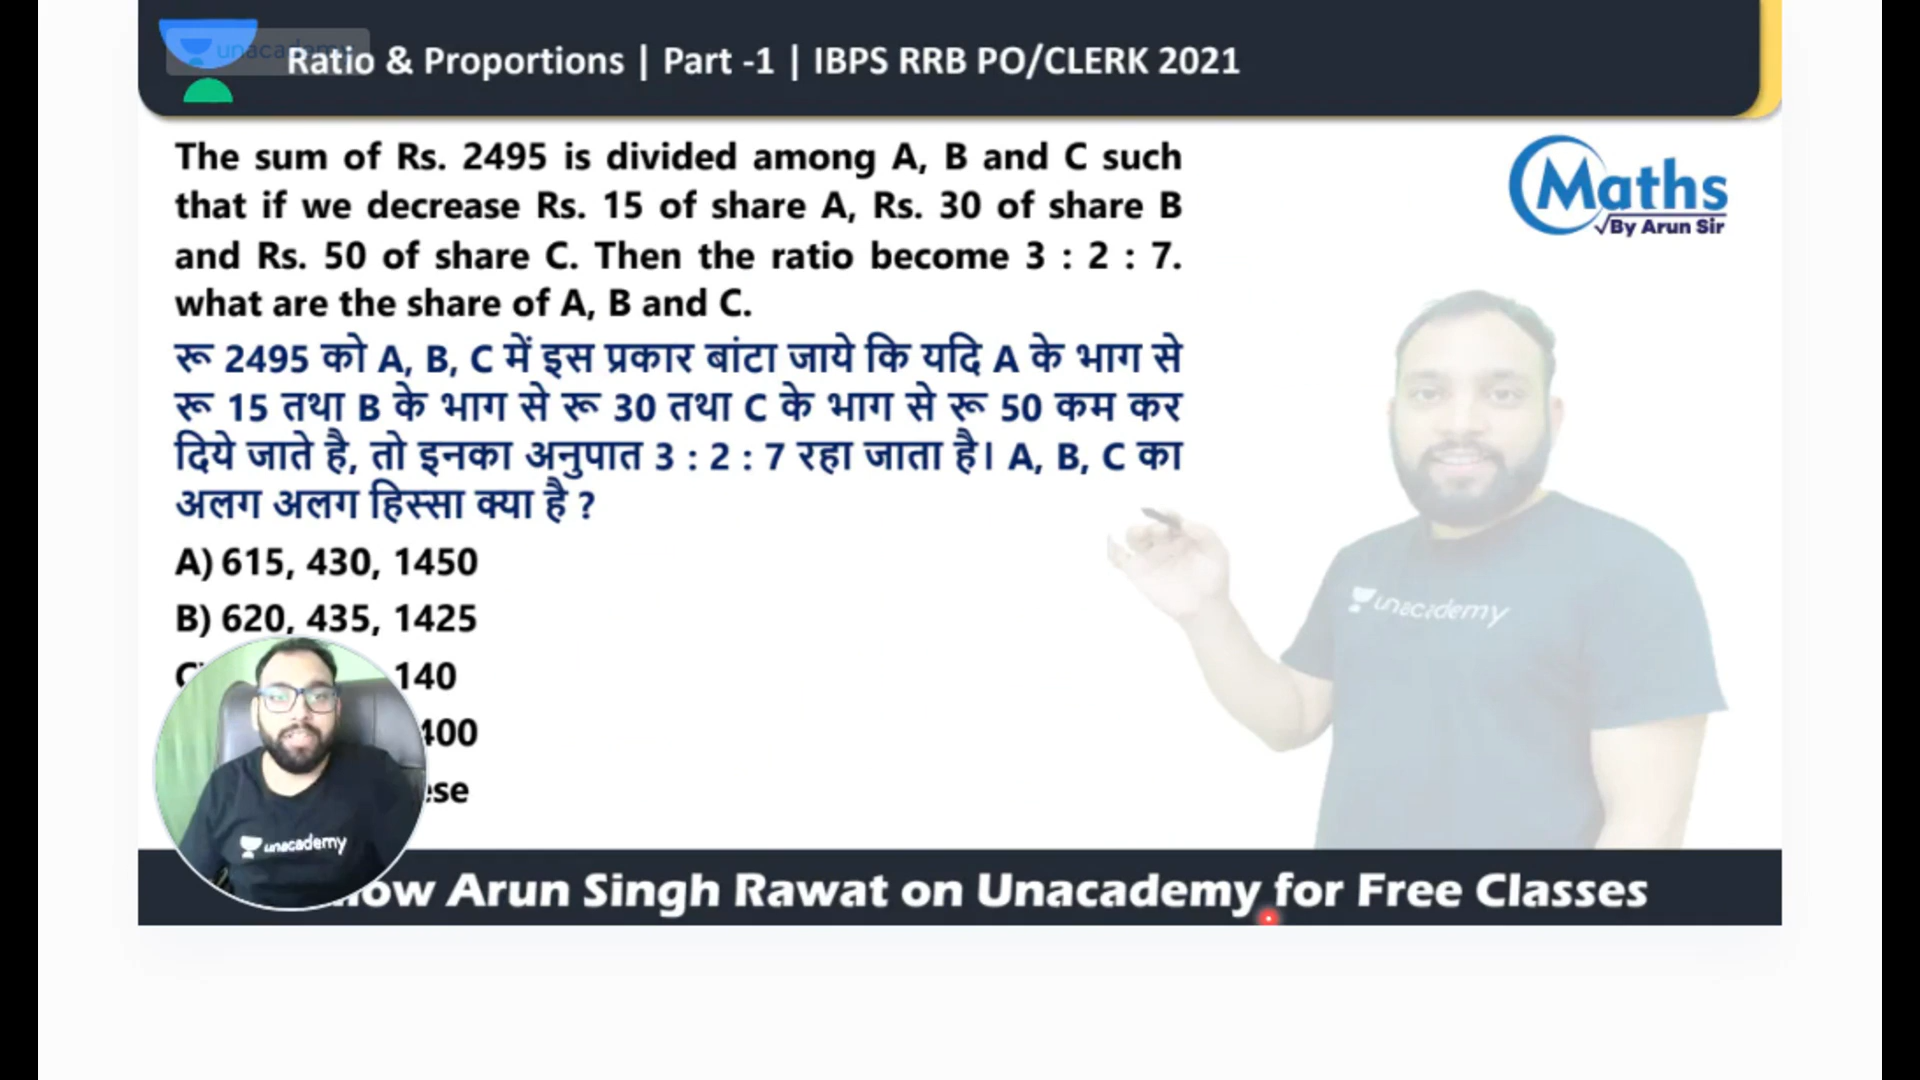 unacademy
Ratio & Proportions | Part -1 | IBPS RRB PO/CLERK 2021
Maths
√By Arun Sir
The sum of Rs. 2495 is divided among A, B and C such
that if we decrease Rs. 15 of share A, Rs. 30 of share B
and Rs. 50 of share C. Then the ratio become 3 : 2 : 7.
what are the share of A, B and C.
रू 2495 को A, B, C में इस प्रकार बांटा जाये कि यदि A के भाग से
रू 15 तथा B के भाग से रू 30 तथा C के भाग से रू 50 कम कर
दिये जाते है, तो इनका अनुपात 3 : 2 : 7 रहा जाता है। A, B, C का
अलग अलग हिस्सा क्या है ?
A) 615, 430, 1450
B) 620, 435, 1425
140
400
unacademy
unacademy
Arun Singh Rawat on Unacademy for Free Classes